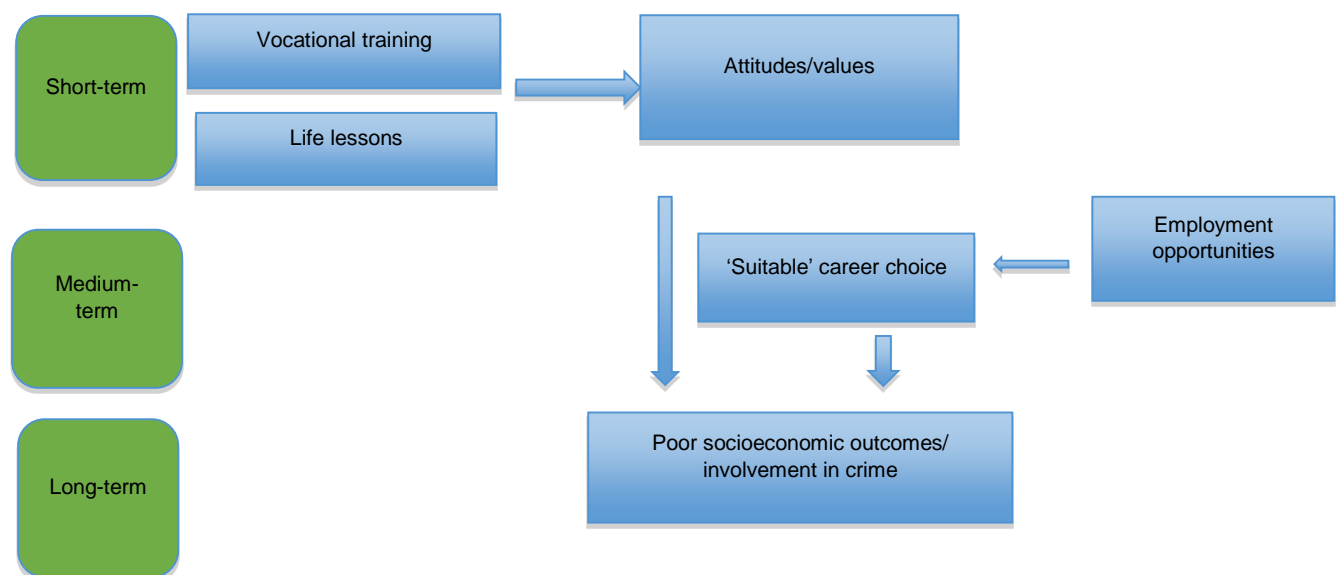 Vocational training
Short-term
Life lessons
Attitudes/values
Medium-
term
‘Suitable’ career choice
Employment
opportunities
Long-term
Poor socioeconomic outcomes/
involvement in crime